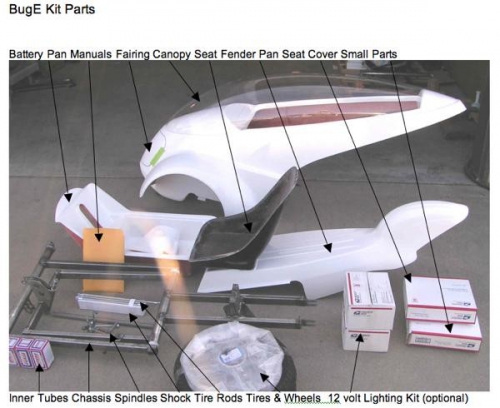 BugE Kit Parts
Battery Pan Manuals Fairing Canopy Seat Fender Pan Seat Cover Small Parts
Inner Tubes Chassis Spindles Shock Tire Rods Tires & Wheels 12 volt Lighting Kit (optional)